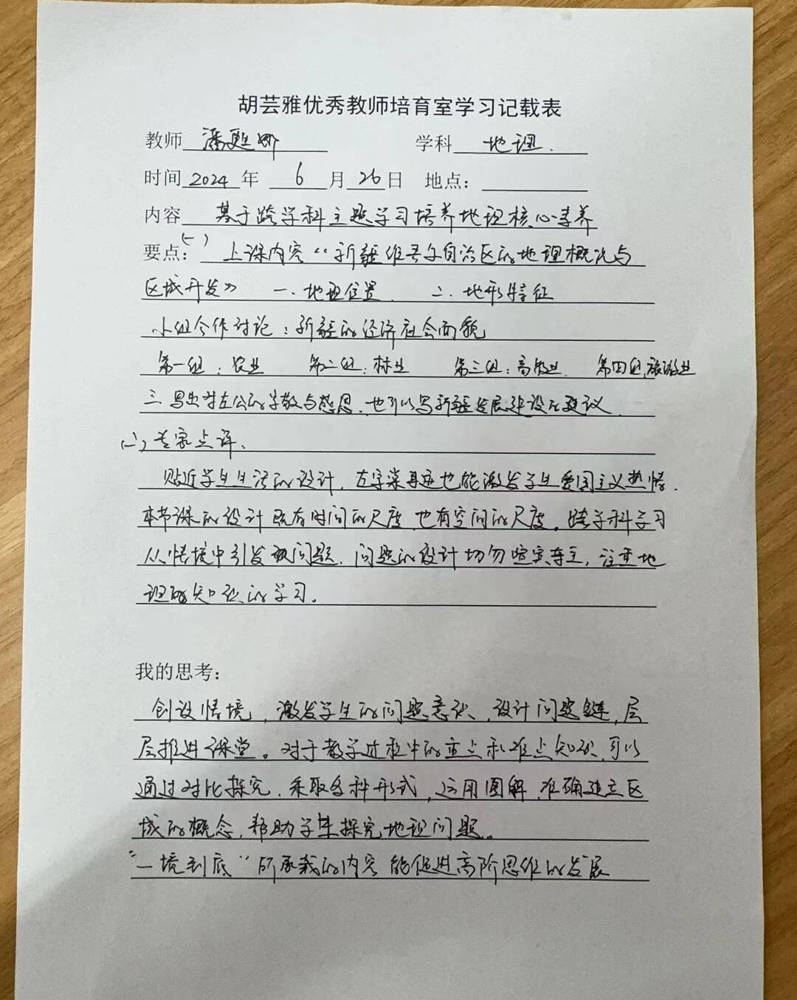 胡芸雅优秀教师培育室学习记载表
教师 潘 娜 学科 地理.
时间 2024 年 6 月 26 日 地点：
内容 基于跨学科主题学习培养地理核心素养
要点：(一) 上课内容《新疆维吾尔自治区的地理概况与
区域开发》 一.地理位置. 二.地形特征
小组合作讨论：新疆的经济社会面貌
第一组：农业 第二组：林业 第三组：畜牧业. 第四组：旅游业
三.写出对左公的崇敬与感恩.也可以写新疆发展建设的建议.
(二)专家点评.
贴近学生生活的设计，左宗棠事迹也能激发学生爱国主义热情.
本节课的设计既有时间的尺度 也有空间的尺度。跨学科学习
从情境中引发问题. 问题的设计切勿喧宾夺主，注重地
理知识的学习。
我的思考：
创设情境，激发学生的问题意识，设计问题链，层
层推进课堂。对于教学过程中的重点和难点知识，可以
通过对比探究.采取多种形式，运用图解.准确建立区
域的概念，帮助学生探究地理问题。
“一境到底”所承载的内容能促进高阶思维的发展